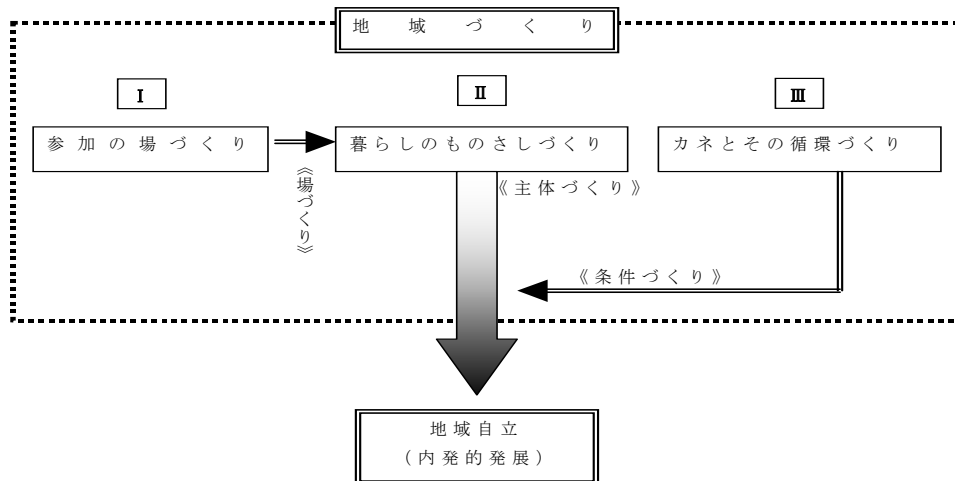 地域づくり
Ⅰ
Ⅱ
Ⅲ
参加の場づくり
暮らしのものさしづくり
カネとその循環づくり
《場づくり》
《主体づくり》
《条件づくり》
地域自立
(内発的発展)